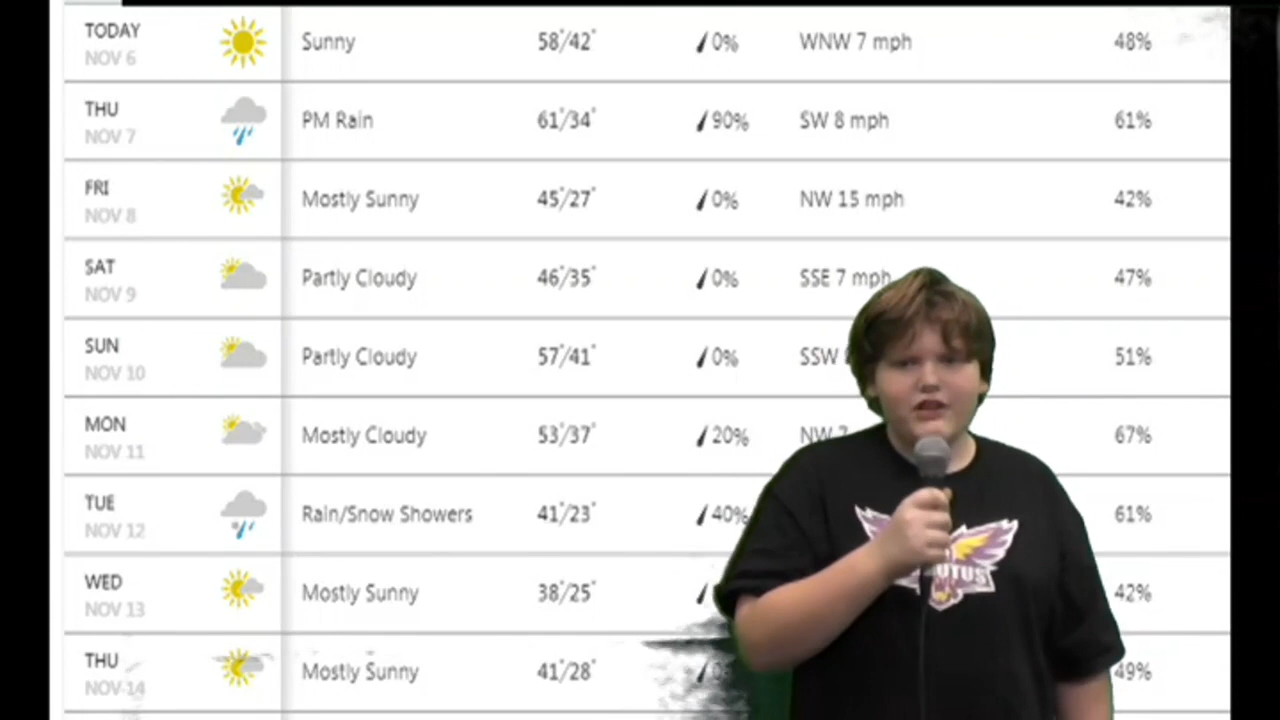 TODAY
NOV 6
Sunny
58°/42°
0%
WNW 7 mph
48%
THU
NOV 7
PM Rain
61°/34°
90%
SW 8 mph
61%
FRI
NOV 8
Mostly Sunny
45°/27°
0%
NW 15 mph
42%
SAT
NOV 9
Partly Cloudy
46°/35°
0%
SSE 7 mph
47%
SUN
NOV 10
Partly Cloudy
57°/41°
0%
SSW
51%
MON
NOV 11
Mostly Cloudy
53°/37°
20%
NW 7
67%
TUE
NOV 12
Rain/Snow Showers
41°/23°
40%
61%
WED
NOV 13
Mostly Sunny
38°/25°
42%
THU
NOV 14
Mostly Sunny
41°/28°
49%